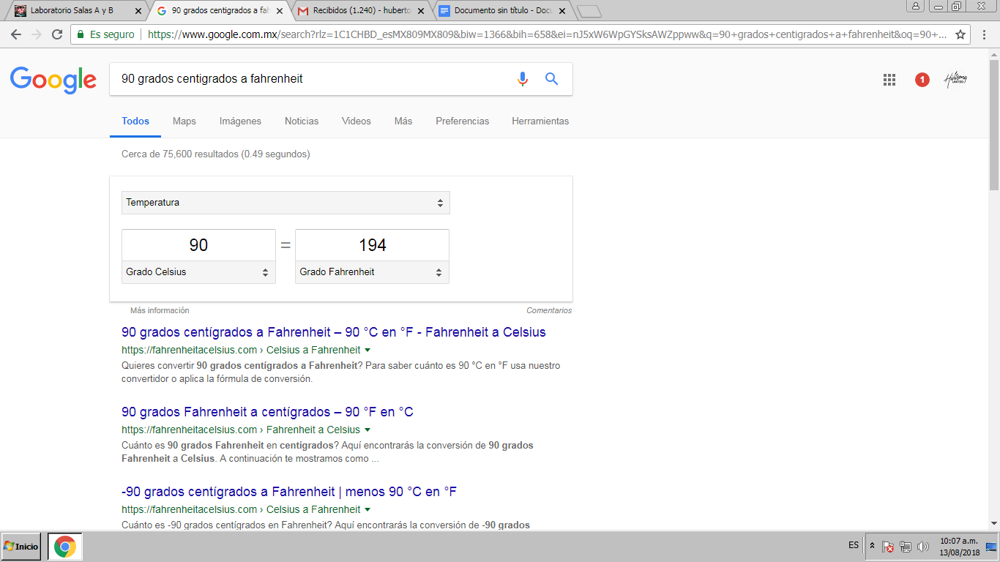 Laboratorio Salas A y B
90 grados centigrados a fah
Recibidos (1.240) - huberto
Documento sin título - Docu
Es seguro
https://www.google.com.mx/search?rlz=1C1CHBD_esMX809MX809&biw=1366&bih=658&ei=nJ5xW6WpGYSksAWZppww&q=90+grados+centigrados+a+fahrenheit&oq=90+...
Google
90 grados centigrados a fahrenheit
1
Hillsong
UNITED
Todos Maps Imágenes Noticias Videos Más Preferencias Herramientas
Cerca de 75,600 resultados (0.49 segundos)
Temperatura
90 = 194
Grado Celsius Grado Fahrenheit
Más información Comentarios
90 grados centígrados a Fahrenheit – 90 °C en °F - Fahrenheit a Celsius
https://fahrenheitacelsius.com › Celsius a Fahrenheit
Quieres convertir 90 grados centígrados a Fahrenheit? Para saber cuánto es 90 °C en °F usa nuestro
convertidor o aplica la fórmula de conversión.
90 grados Fahrenheit a centígrados – 90 °F en °C
https://fahrenheitacelsius.com › Fahrenheit a Celsius
Cuánto es 90 grados Fahrenheit en centígrados? Aquí encontrarás la conversión de 90 grados
Fahrenheit a Celsius. A continuación te mostramos como ...
-90 grados centígrados a Fahrenheit | menos 90 °C en °F
https://fahrenheitacelsius.com › Celsius a Fahrenheit
Cuánto es -90 grados centígrados en Fahrenheit? Aquí encontrarás la conversión de -90 grados
Inicio
ES
10:07 a.m.
13/08/2018